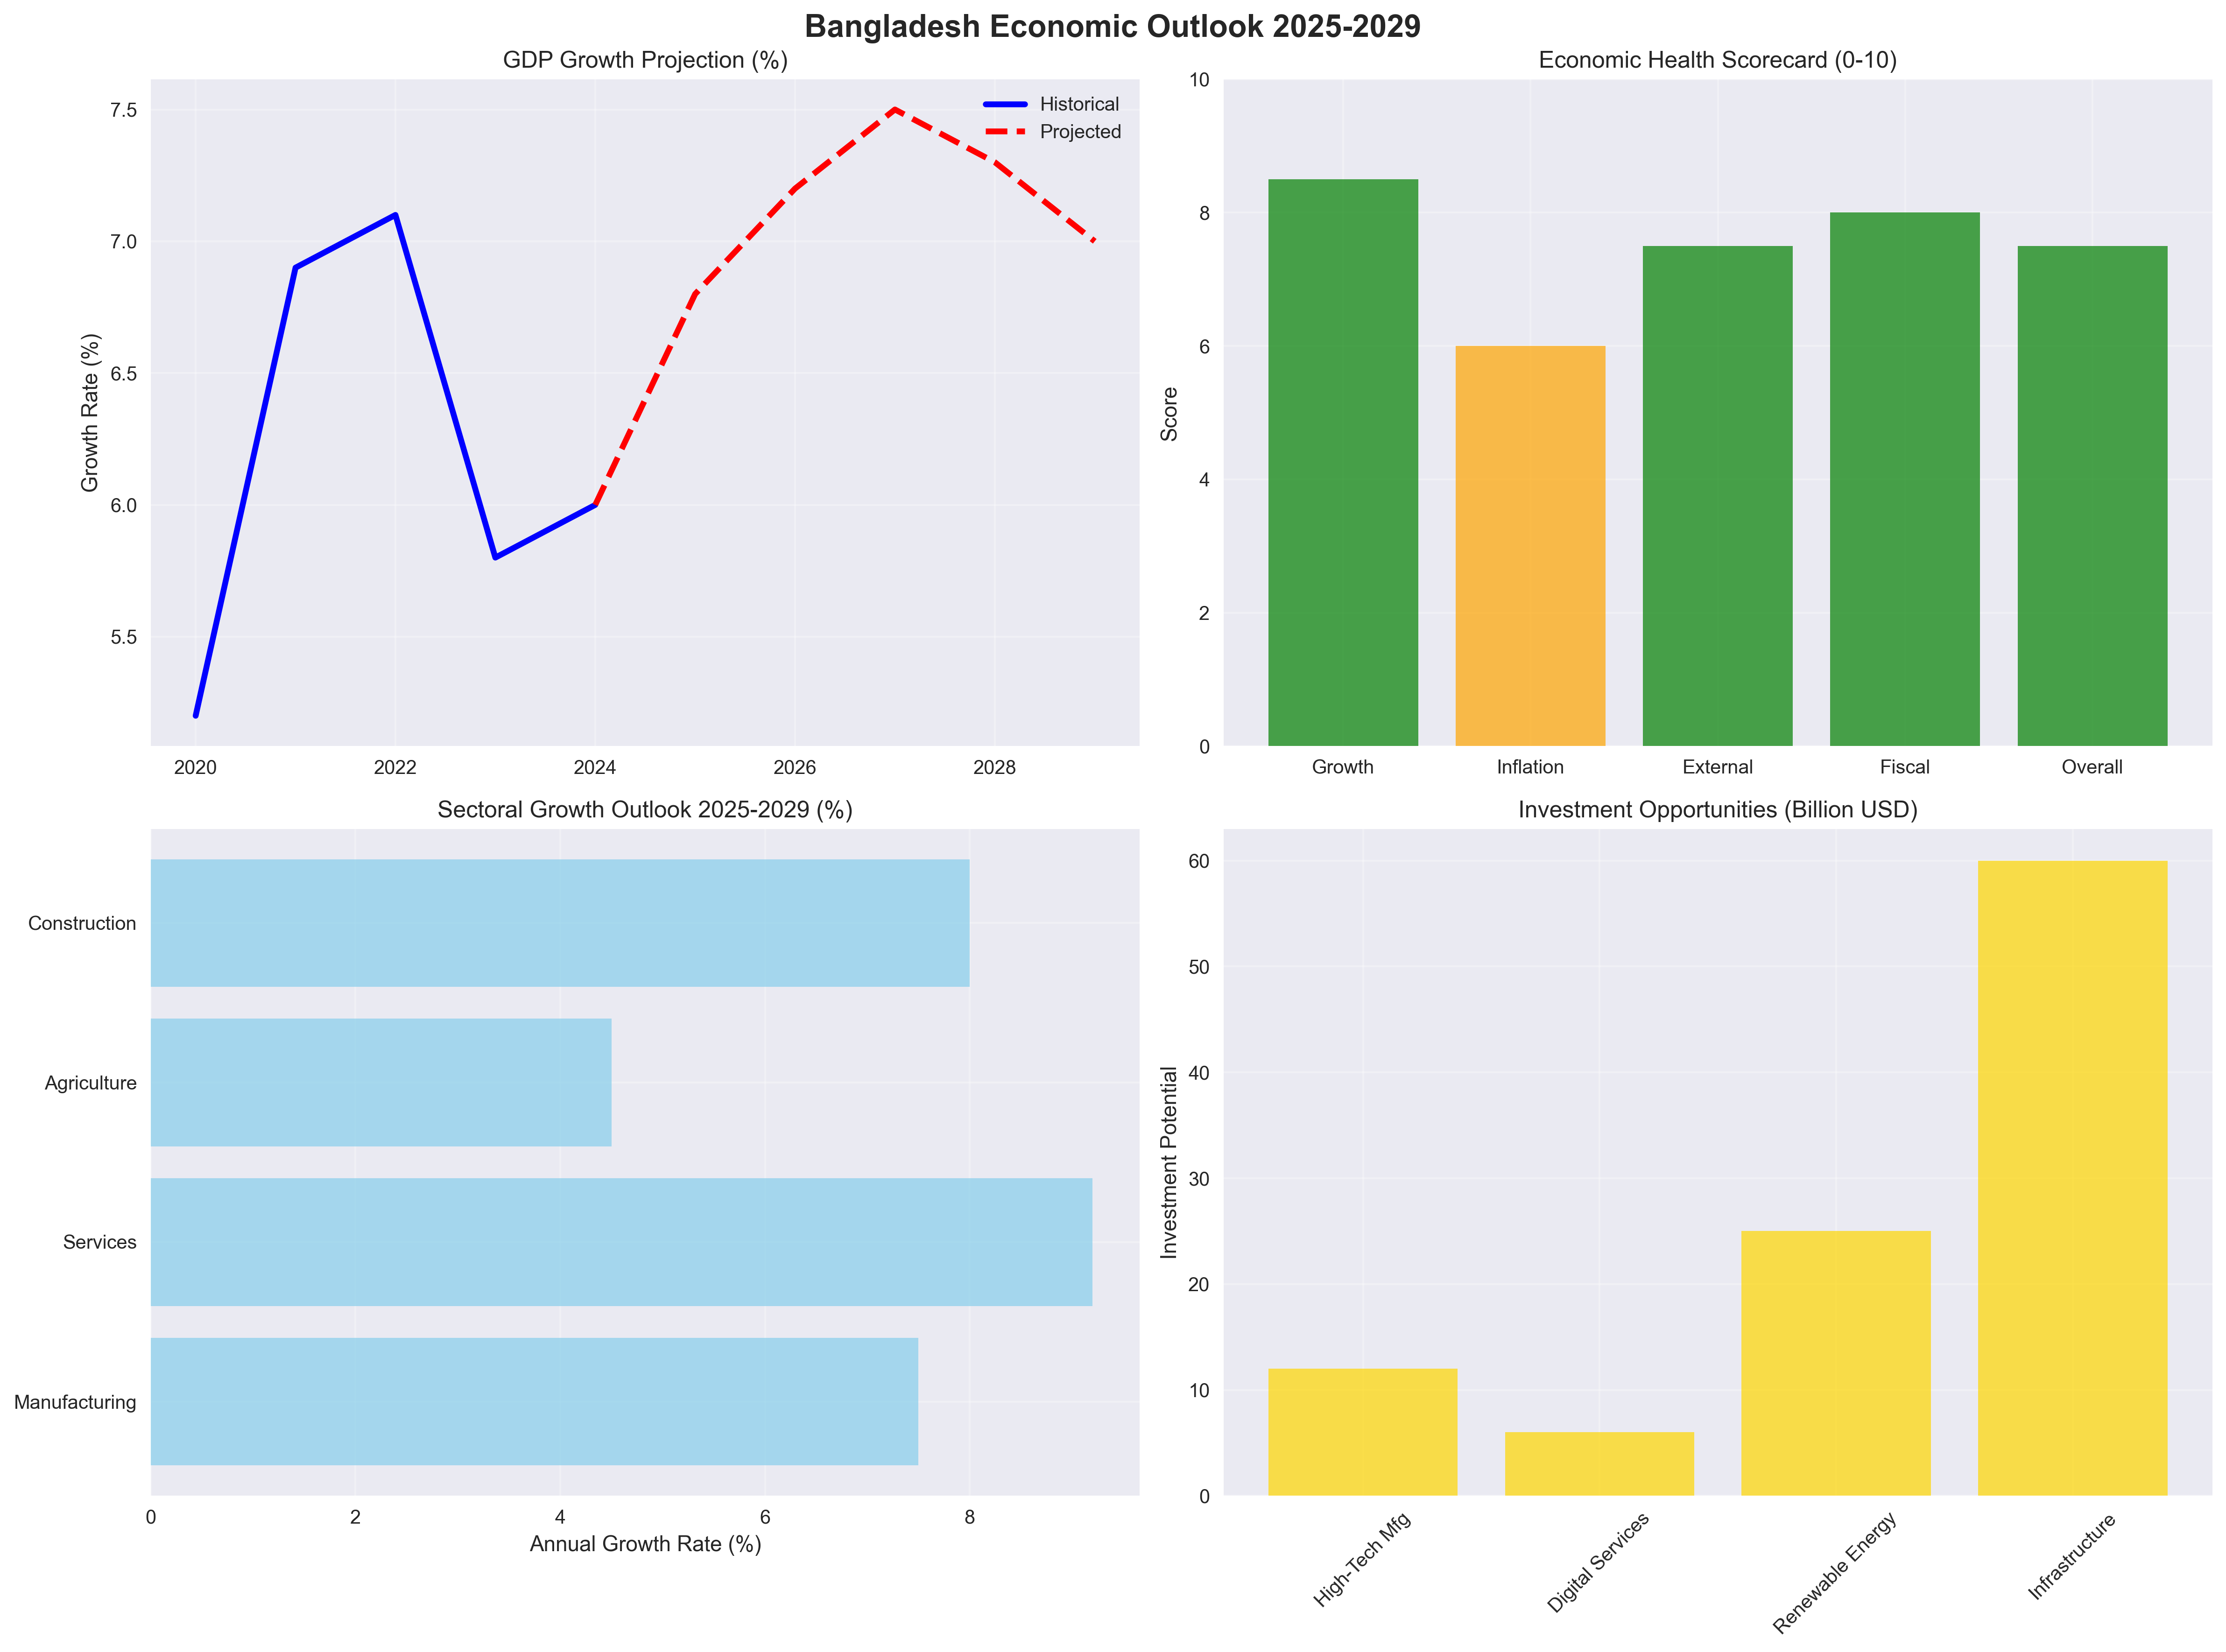 Bangladesh Economic Outlook 2025-2029
GDP Growth Projection (%)
Historical
Projected
Growth Rate (%)
7.5
7.0
6.5
6.0
5.5
2020 2022 2024 2026 2028
Economic Health Scorecard (0-10)
Score
10
8
6
4
2
0
Growth Inflation External Fiscal Overall
Sectoral Growth Outlook 2025-2029 (%)
Construction
Agriculture
Services
Manufacturing
0 2 4 6 8
Annual Growth Rate (%)
Investment Opportunities (Billion USD)
Investment Potential
60
50
40
30
20
10
0
High-Tech Mfg
Digital Services
Renewable Energy
Infrastructure